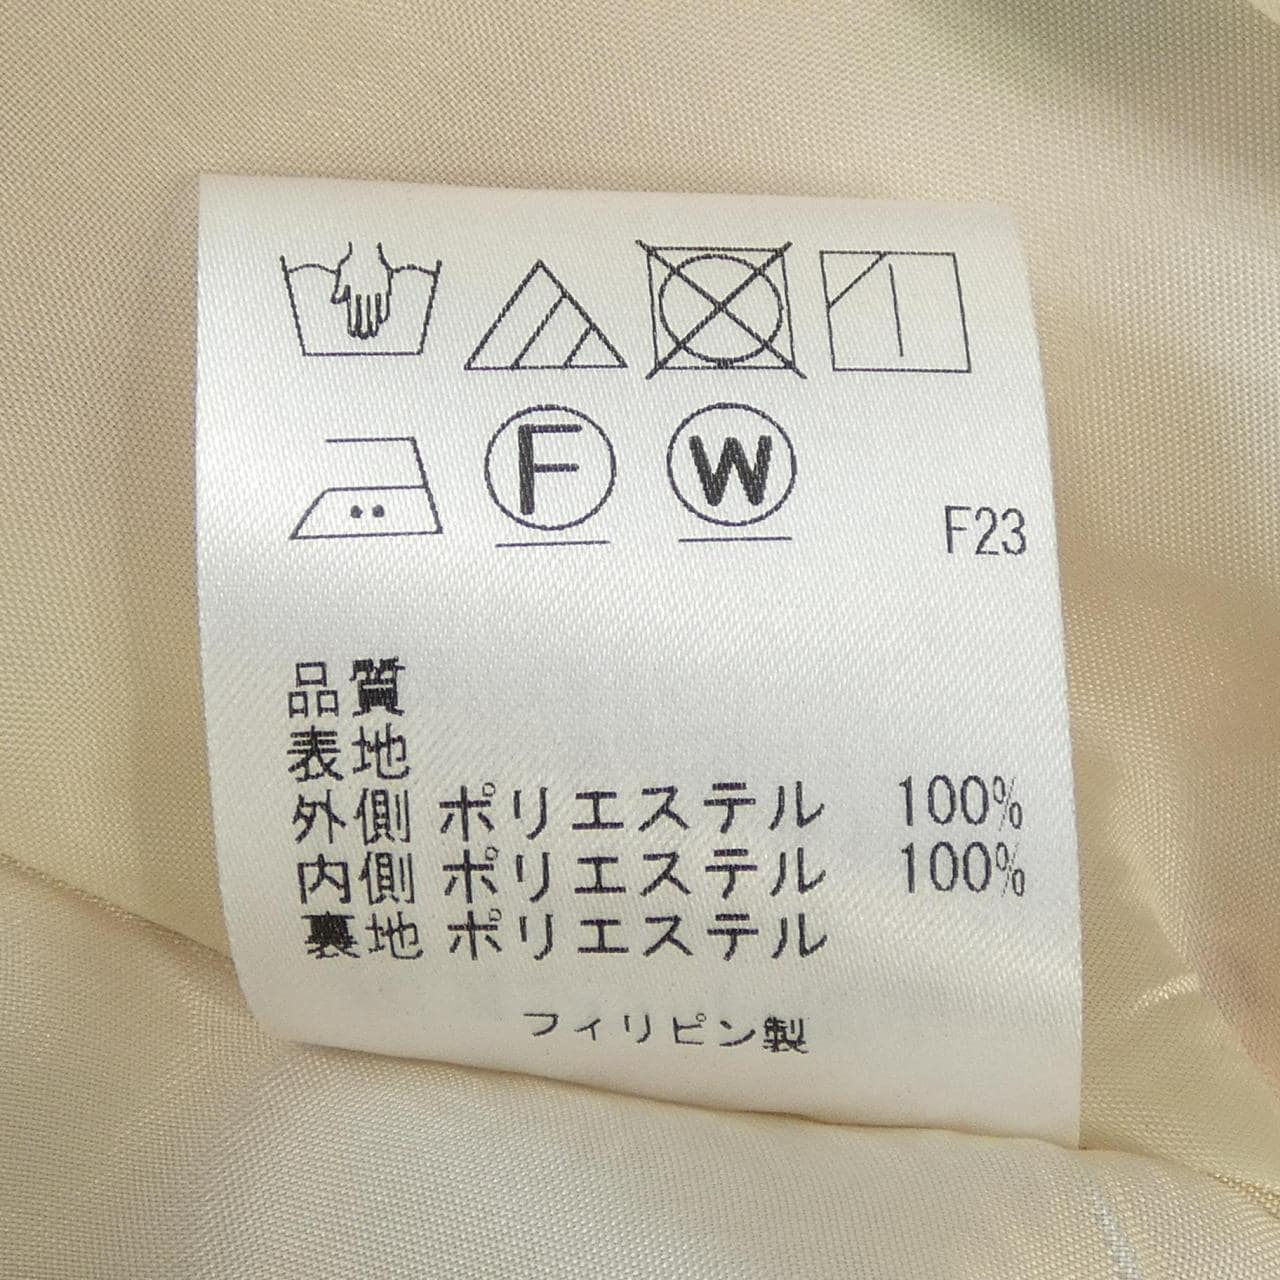 F W
F23
品質
表地
外側 ポリエステル 100%
内側 ポリエステル 100%
裏地 ポリエステル
フィリピン製